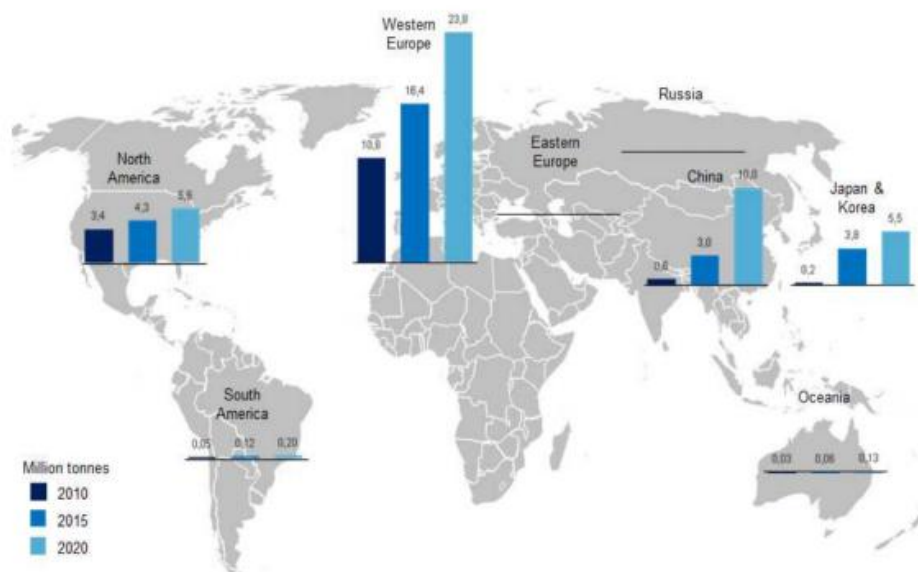 Western
Europe
23,8
16,4
10,8
Russia
Eastern
Europe
North
America
3,4
4,3
5,6
China
10,0
3,0
0,6
Japan &
Korea
5,5
3,8
0,2
South
America
0,05 0,12 0,20
Oceania
0,03 0,06 0,13
Million tonnes
2010
2015
2020